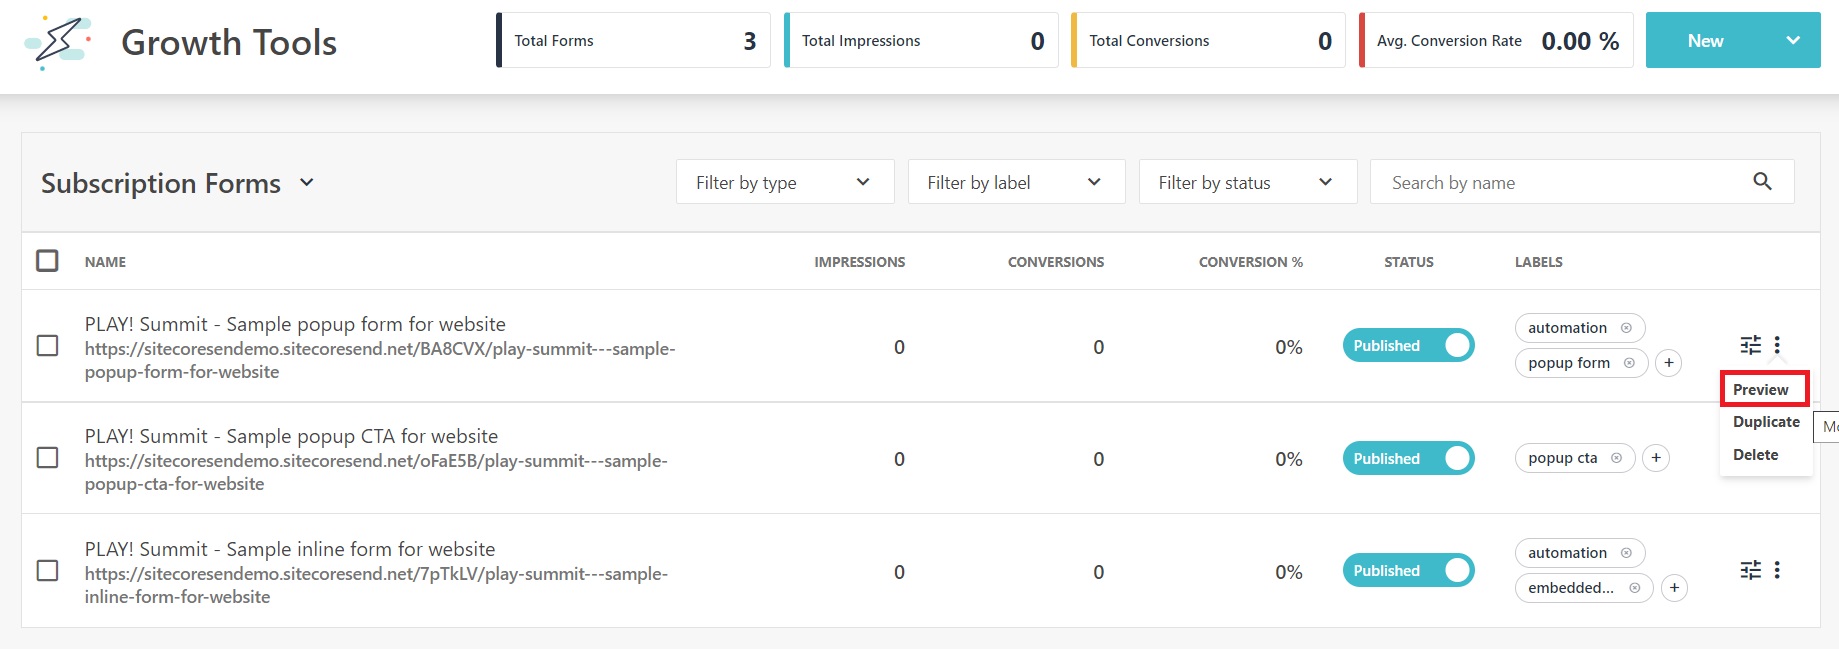 Growth Tools
Total Forms 3
Total Impressions 0
Total Conversions 0
Avg. Conversion Rate 0.00 %
New
Subscription Forms
Filter by type
Filter by label
Filter by status
Search by name
NAME IMPRESSIONS CONVERSIONS CONVERSION % STATUS LABELS
PLAY! Summit - Sample popup form for website
https://sitecoresendemo.sitecoresend.net/BA8CVX/play-summit---sample-
popup-form-for-website
0 0 0% Published
automation
popup form +
Preview
Duplicate
Delete
PLAY! Summit - Sample popup CTA for website
https://sitecoresendemo.sitecoresend.net/oFaE5B/play-summit---sample-
popup-cta-for-website
0 0 0% Published
popup cta +
PLAY! Summit - Sample inline form for website
https://sitecoresendemo.sitecoresend.net/7pTkLV/play-summit---sample-
inline-form-for-website
0 0 0% Published
automation
embedded... +